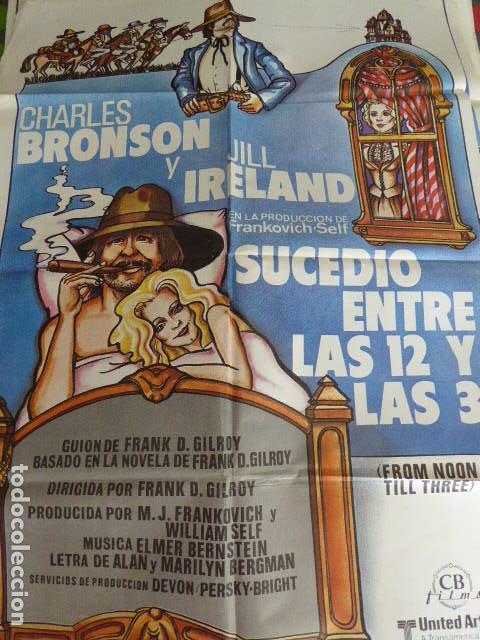 CHARLES
BRONSON
y JILL
IRELAND
EN LA PRODUCCION DE
Frankovich-Self
SUCEDIO
ENTRE
LAS 12 Y
LAS 3
(FROM NOON
TILL THREE)
GUION DE FRANK D. GILROY
BASADO EN LA NOVELA DE FRANK D. GILROY
DIRIGIDA POR FRANK D. GILROY
PRODUCIDA POR M. J. FRANKOVICH y
WILLIAM SELF
MUSICA ELMER BERNSTEIN
LETRA DE ALAN y MARILYN BERGMAN
SERVICIOS DE PRODUCCION DEVON/PERSKY-BRIGHT
CB
films
United Art
A Transamerica
todocoleccion.net